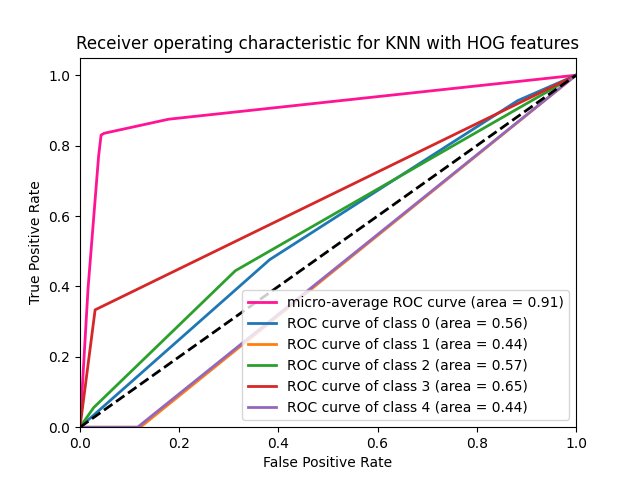 Receiver operating characteristic for KNN with HOG features
1.0
0.8
0.6
0.4
0.2
0.0
True Positive Rate
micro-average ROC curve (area = 0.91)
ROC curve of class 0 (area = 0.56)
ROC curve of class 1 (area = 0.44)
ROC curve of class 2 (area = 0.57)
ROC curve of class 3 (area = 0.65)
ROC curve of class 4 (area = 0.44)
0.0 0.2 0.4 0.6 0.8 1.0
False Positive Rate